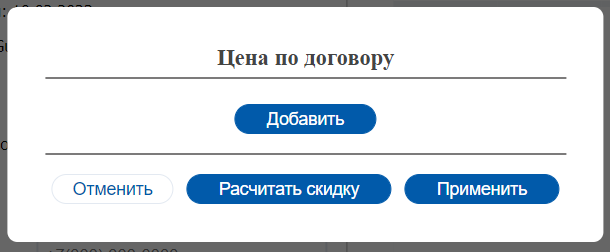 Цена по договору
Добавить
Отменить Расчитать скидку Применить